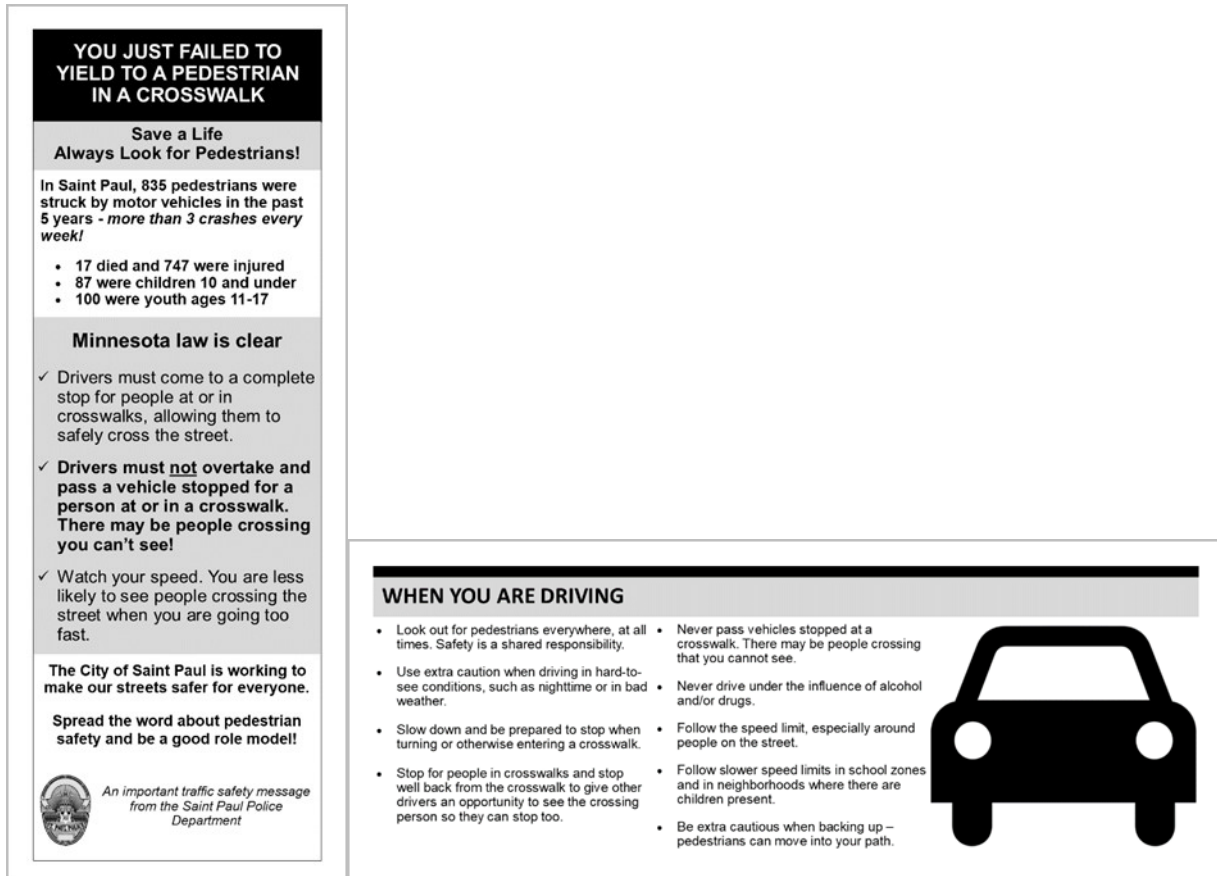 YOU JUST FAILED TO
YIELD TO A PEDESTRIAN
IN A CROSSWALK
Save a Life
Always Look for Pedestrians!
In Saint Paul, 835 pedestrians were
struck by motor vehicles in the past
5 years - more than 3 crashes every
week!
• 17 died and 747 were injured
• 87 were children 10 and under
• 100 were youth ages 11-17
Minnesota law is clear
✓ Drivers must come to a complete
stop for people at or in
crosswalks, allowing them to
safely cross the street.
✓ Drivers must not overtake and
pass a vehicle stopped for a
person at or in a crosswalk.
There may be people crossing
you can't see!
✓ Watch your speed. You are less
likely to see people crossing the
street when you are going too
fast.
The City of Saint Paul is working to
make our streets safer for everyone.
Spread the word about pedestrian
safety and be a good role model!
An important traffic safety message
from the Saint Paul Police
Department
WHEN YOU ARE DRIVING
• Look out for pedestrians everywhere, at all
times. Safety is a shared responsibility.
• Use extra caution when driving in hard-to-
see conditions, such as nighttime or in bad
weather.
• Slow down and be prepared to stop when
turning or otherwise entering a crosswalk.
• Stop for people in crosswalks and stop
well back from the crosswalk to give other
drivers an opportunity to see the crossing
person so they can stop too.
• Never pass vehicles stopped at a
crosswalk. There may be people crossing
that you cannot see.
• Never drive under the influence of alcohol
and/or drugs.
• Follow the speed limit, especially around
people on the street.
• Follow slower speed limits in school zones
and in neighborhoods where there are
children present.
• Be extra cautious when backing up –
pedestrians can move into your path.